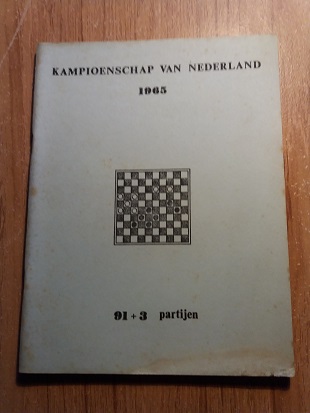 KAMPIOENSCHAP VAN NEDERLAND
1965
91 + 3 partijen